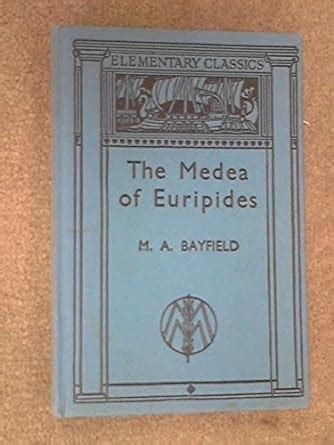 ELEMENTARY CLASSICS
The Medea
of Euripides
M. A. BAYFIELD